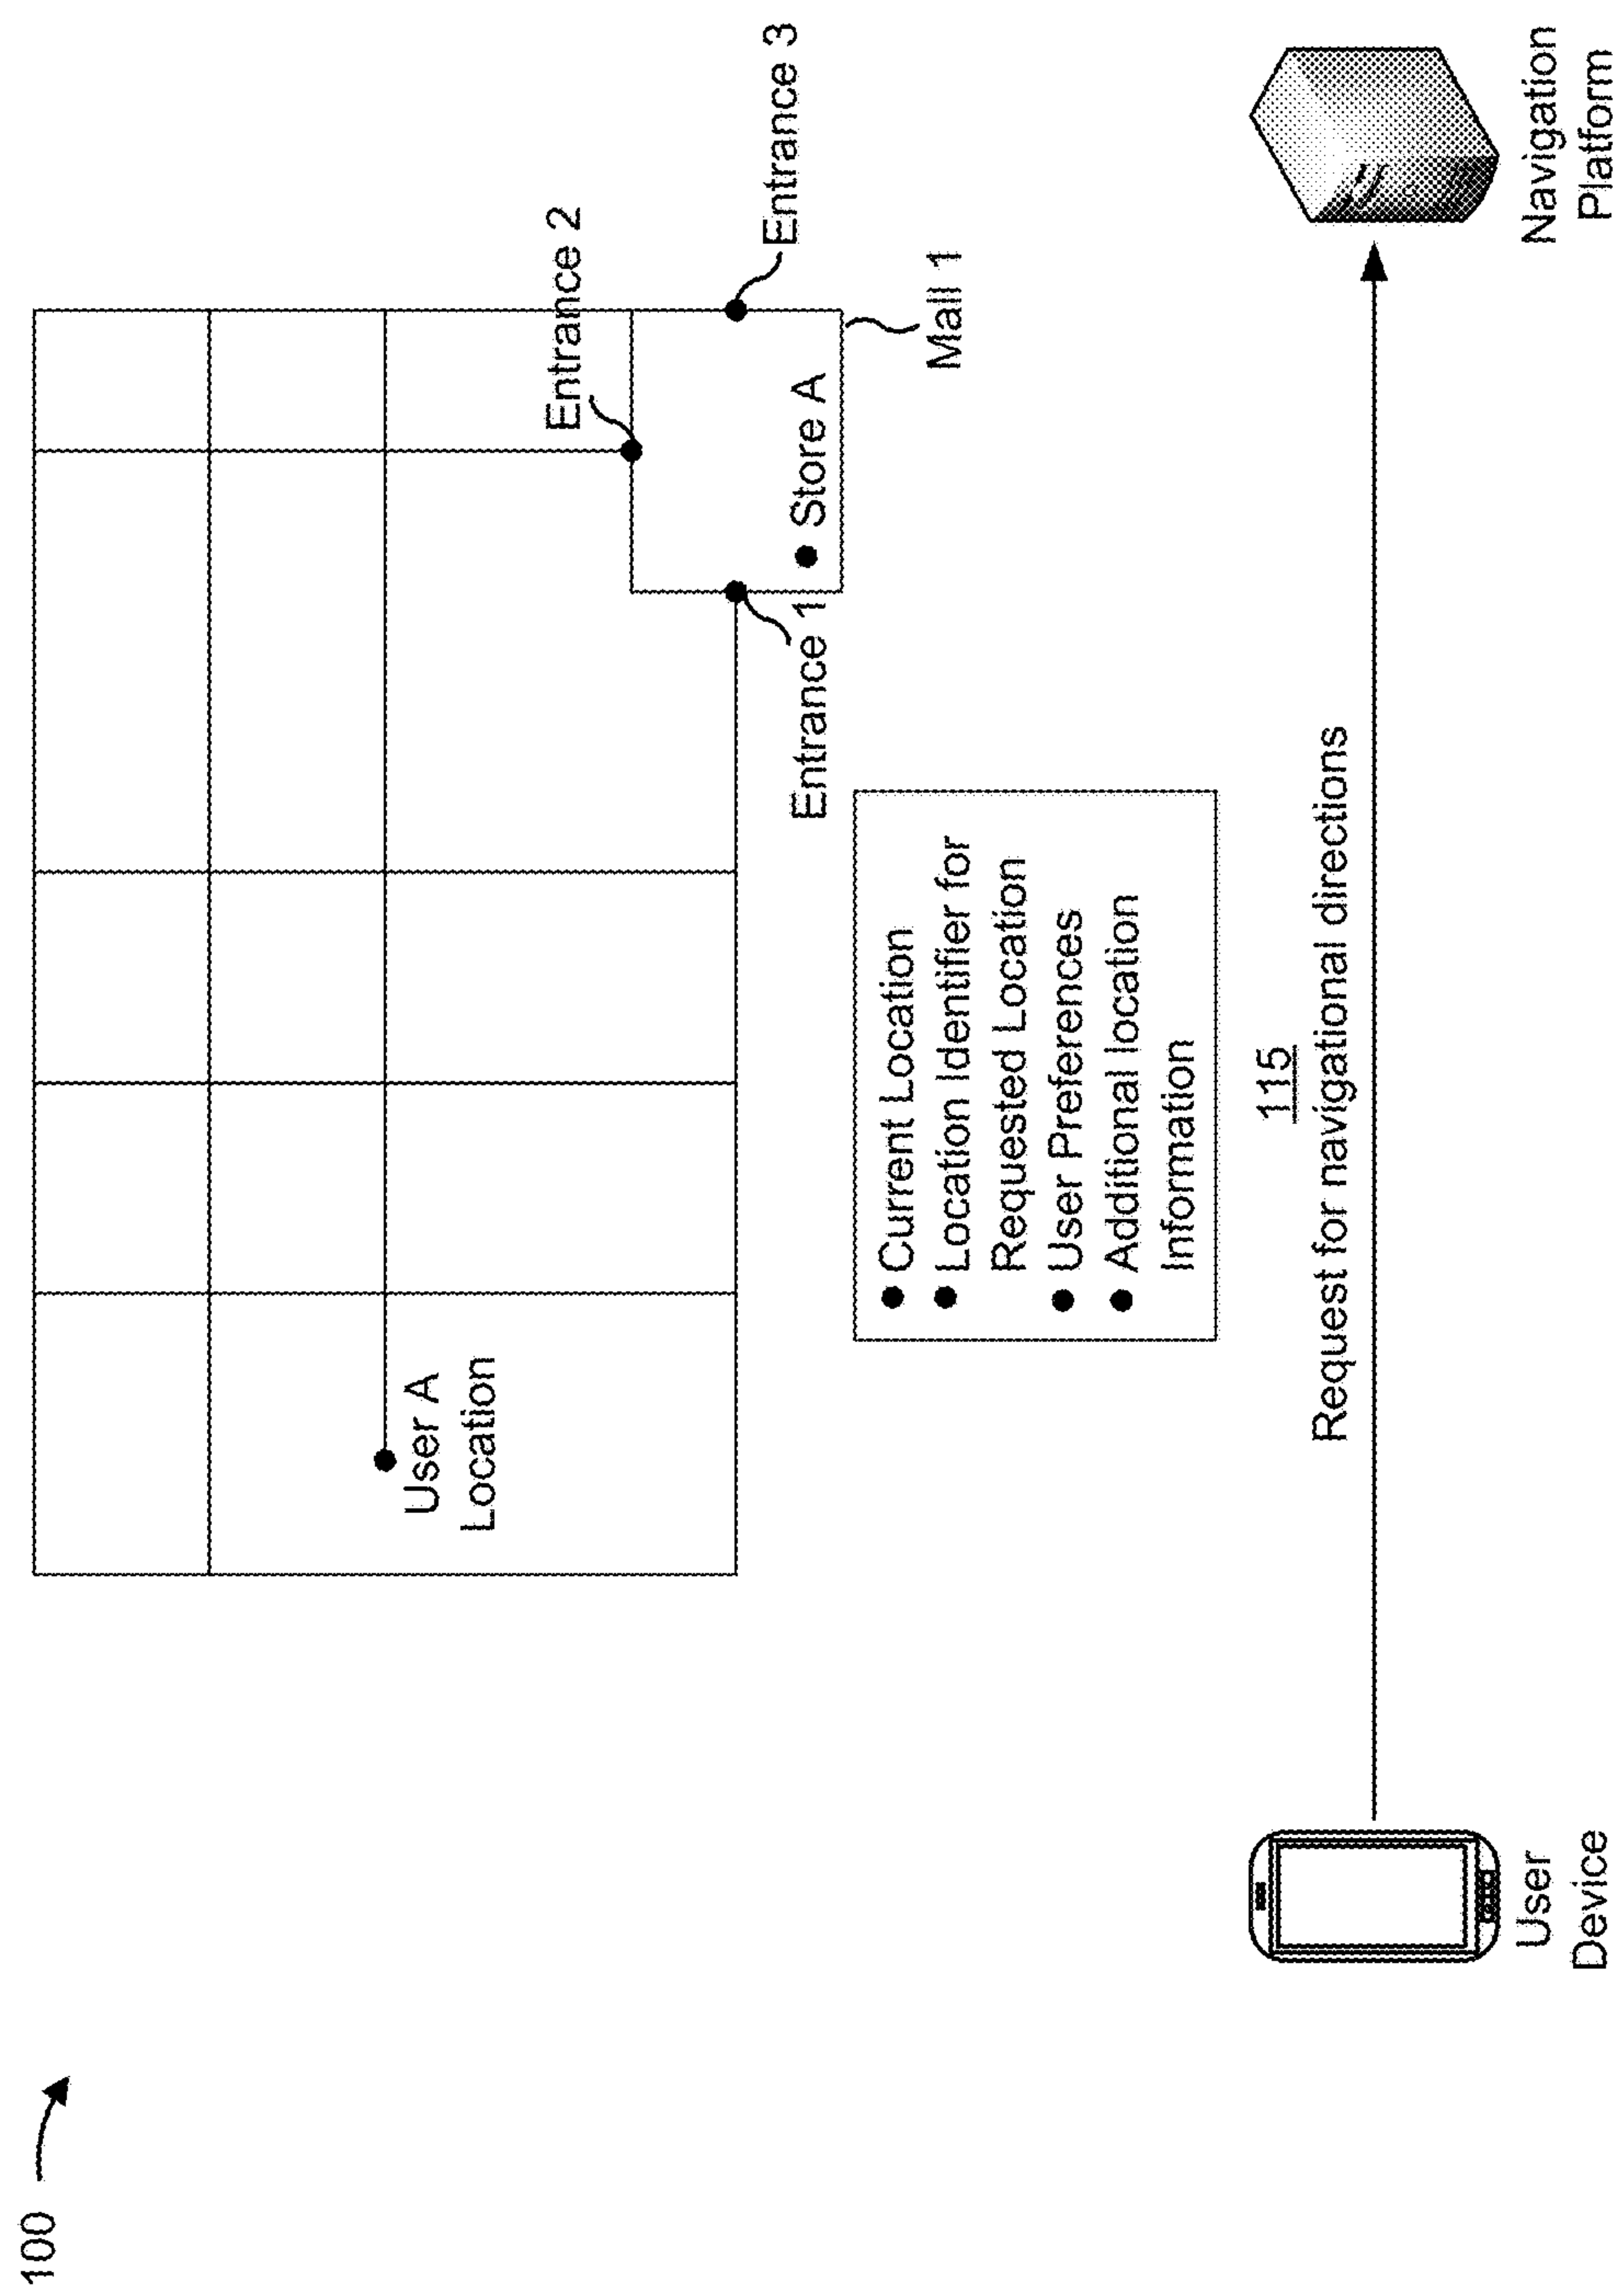 100
User A
Location
Entrance 2
Entrance 3
Entrance 1
Store A
Mall 1
● Current Location
● Location Identifier for
Requested Location
● User Preferences
● Additional location
Information
115
Request for navigational directions
User
Device
Navigation
Platform